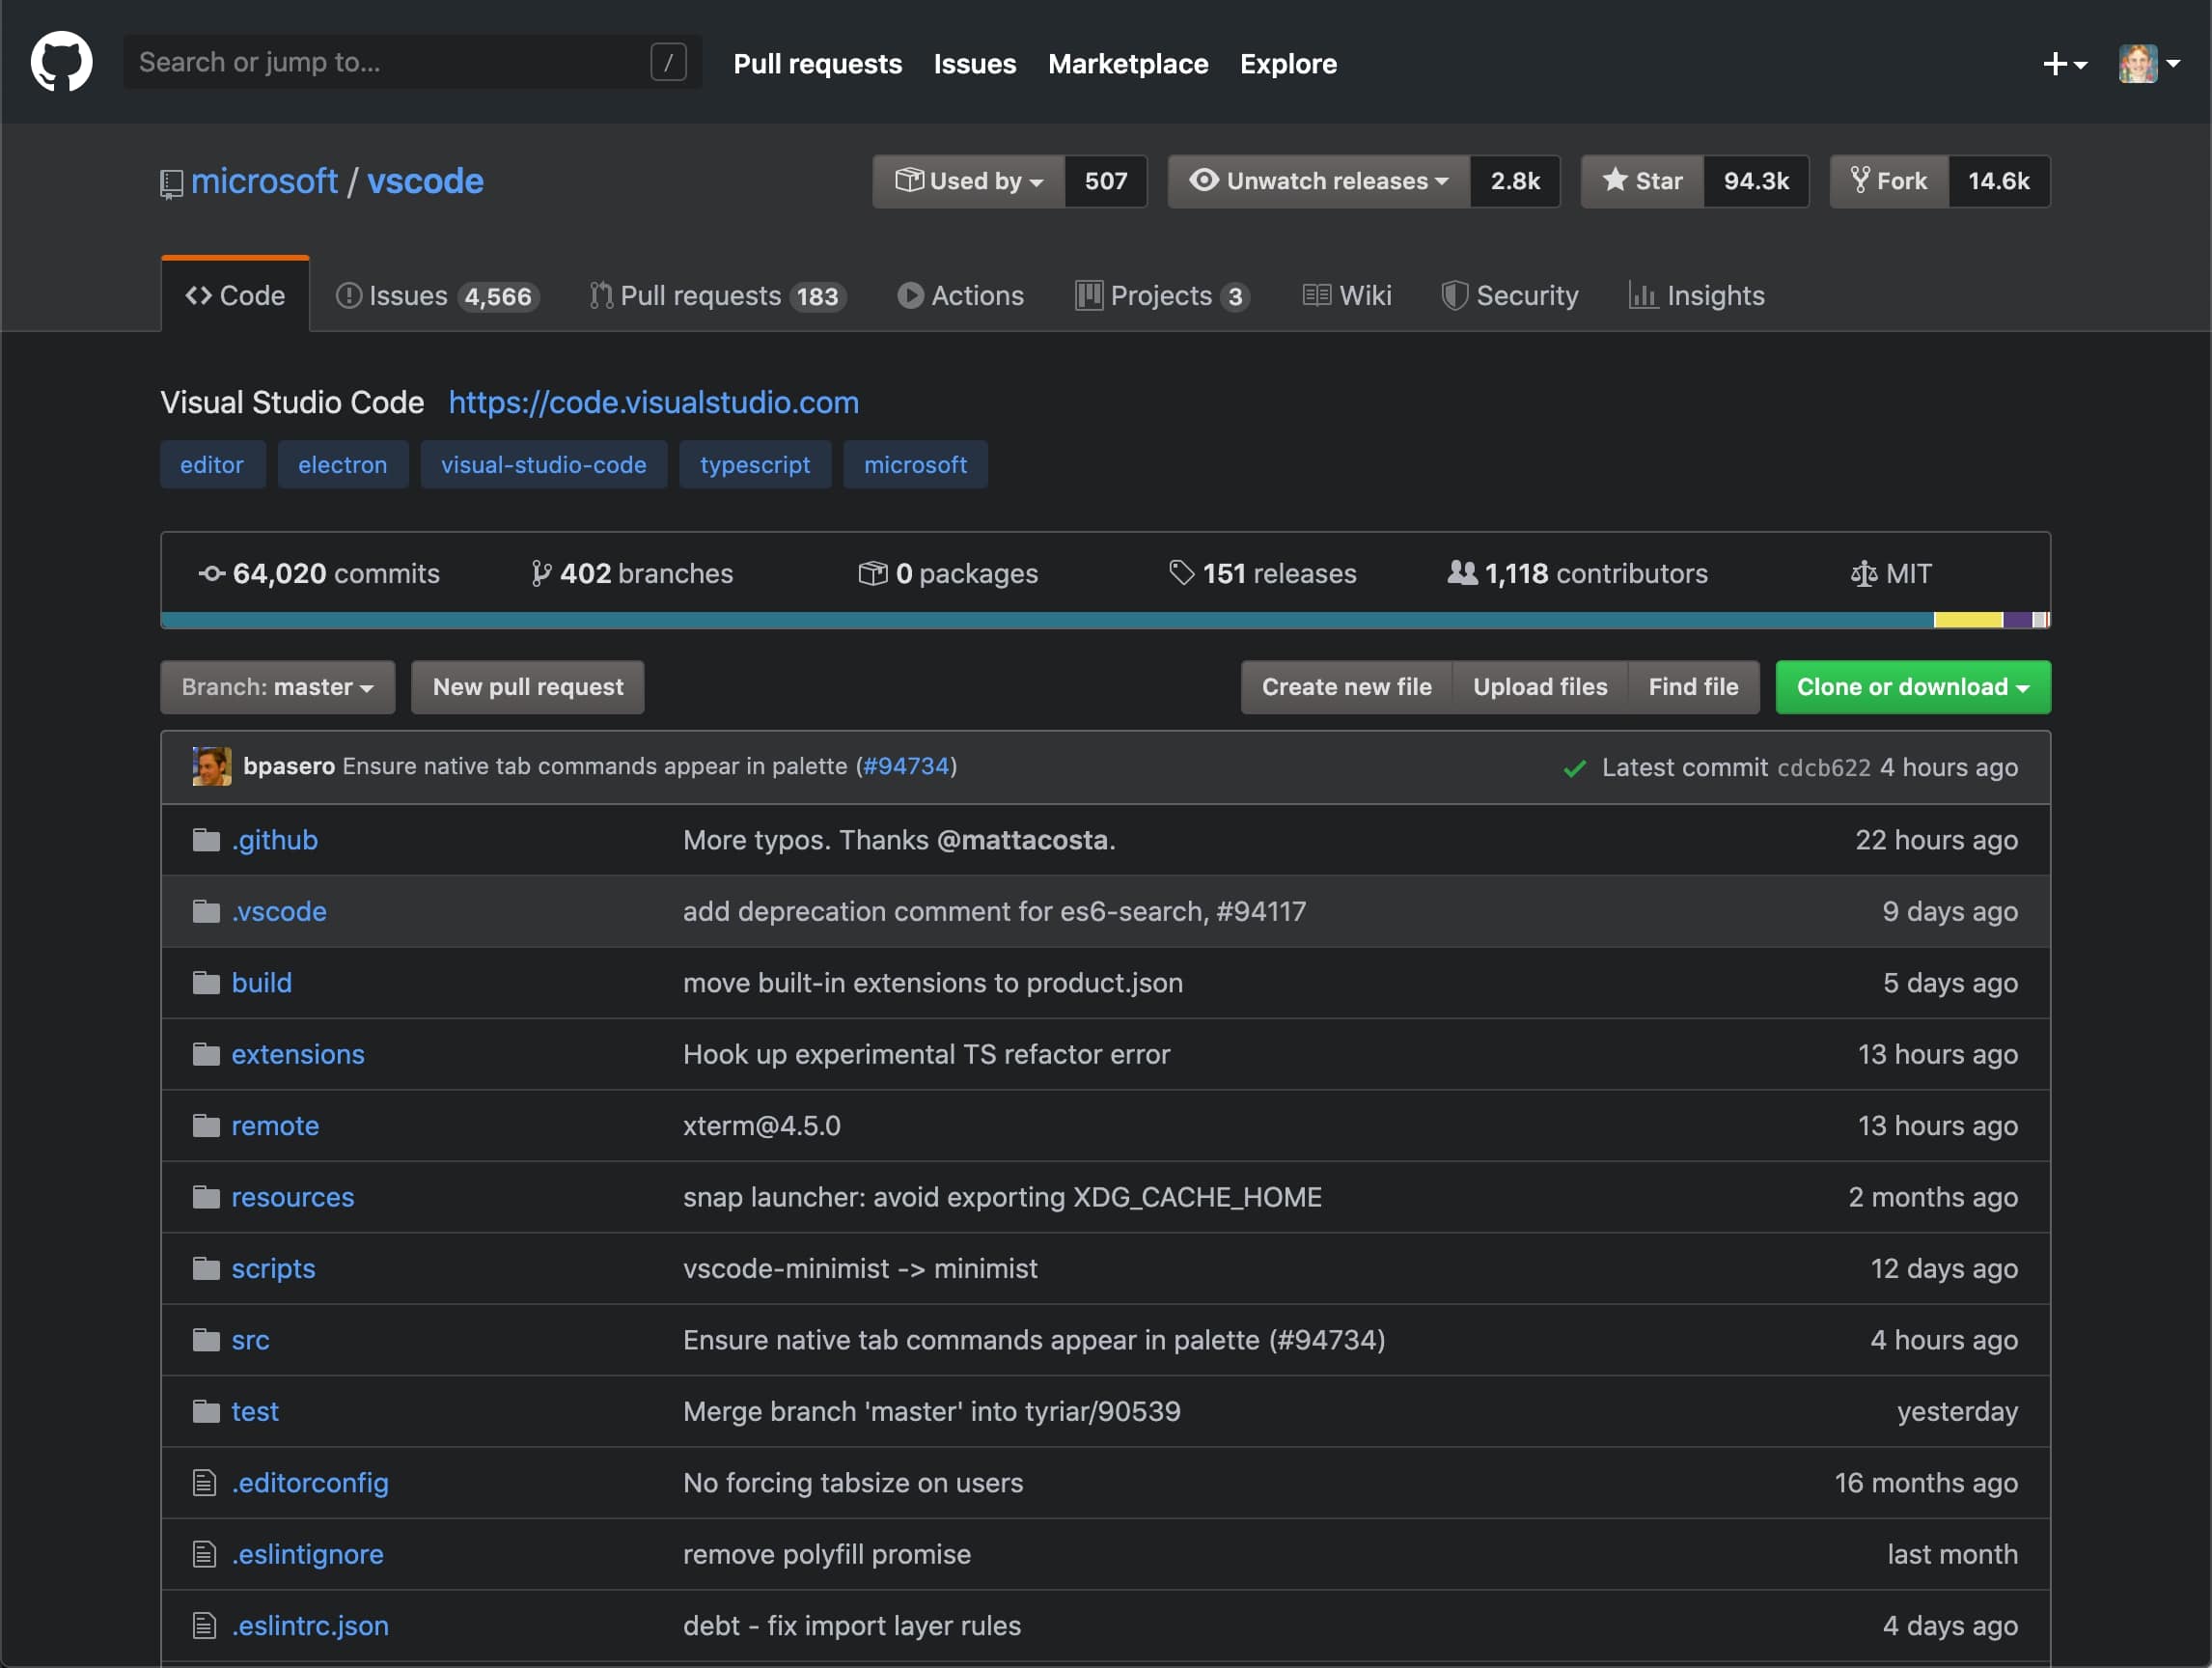 Search or jump to... /
Pull requests Issues Marketplace Explore
microsoft / vscode
Used by 507 Unwatch releases 2.8k Star 94.3k Fork 14.6k
Code Issues 4,566 Pull requests 183 Actions Projects 3 Wiki Security Insights
Visual Studio Code https://code.visualstudio.com
editor electron visual-studio-code typescript microsoft
64,020 commits 402 branches 0 packages 151 releases 1,118 contributors MIT
Branch: master New pull request Create new file Upload files Find file Clone or download
bpasero Ensure native tab commands appear in palette (#94734) Latest commit cdcb622 4 hours ago
.github More typos. Thanks @mattacosta. 22 hours ago
.vscode add deprecation comment for es6-search, #94117 9 days ago
build move built-in extensions to product.json 5 days ago
extensions Hook up experimental TS refactor error 13 hours ago
remote xterm@4.5.0 13 hours ago
resources snap launcher: avoid exporting XDG_CACHE_HOME 2 months ago
scripts vscode-minimist -> minimist 12 days ago
src Ensure native tab commands appear in palette (#94734) 4 hours ago
test Merge branch 'master' into tyriar/90539 yesterday
.editorconfig No forcing tabsize on users 16 months ago
.eslintignore remove polyfill promise last month
.eslintrc.json debt - fix import layer rules 4 days ago